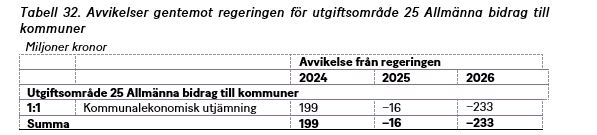 Tabell 32. Avvikelser gentemot regeringen för utgiftsområde 25 Allmänna bidrag till
kommuner
Miljoner kronor
Avvikelse från regeringen
2024 2025 2026
Utgiftsområde 25 Allmänna bidrag till kommuner
1:1 Kommunalekonomisk utjämning 199 −16 −233
Summa 199 −16 −233